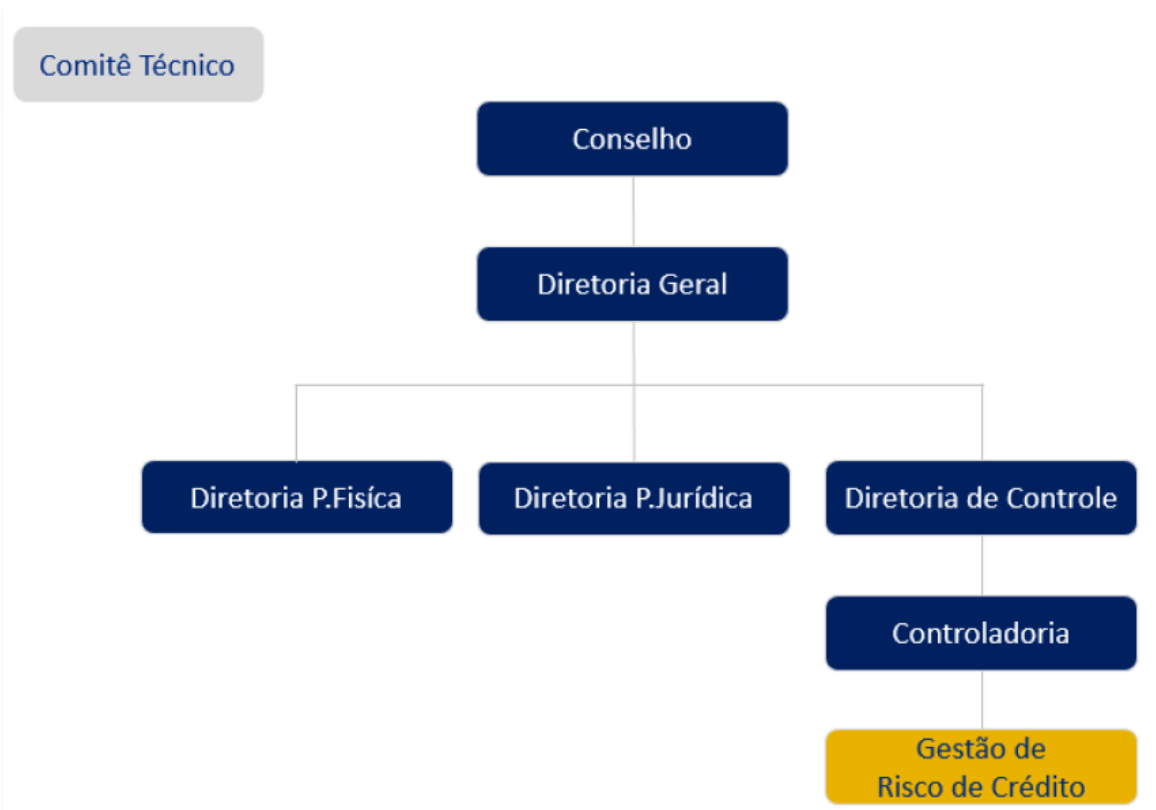 Comitê Técnico
Conselho
Diretoria Geral
Diretoria P.Fisíca
Diretoria P.Jurídica
Diretoria de Controle
Controladoria
Gestão de
Risco de Crédito